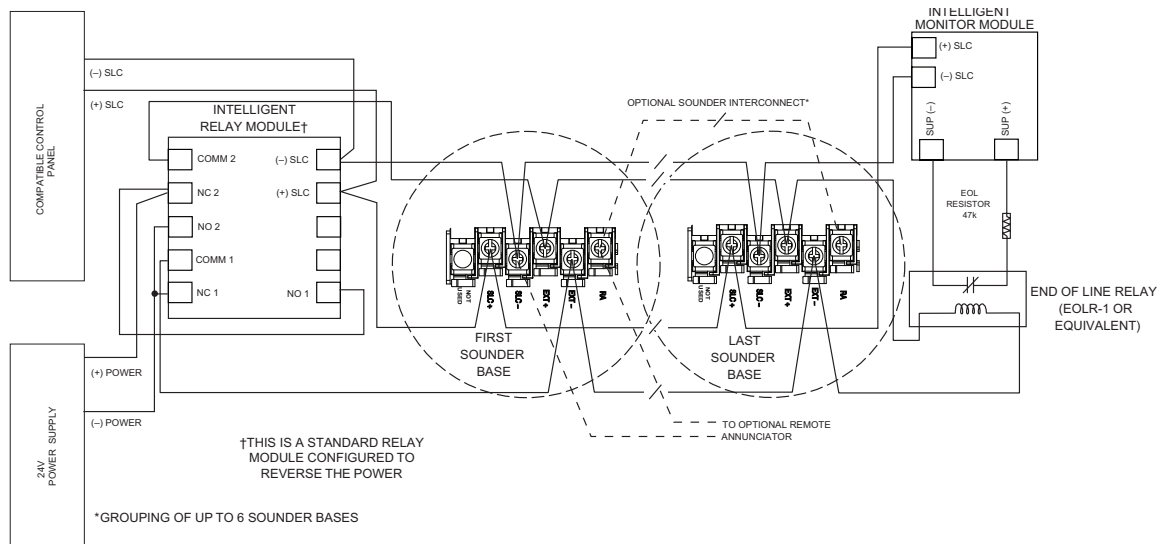 COMPATIBLE CONTROL
PANEL
(–) SLC
(+) SLC
INTELLIGENT
RELAY MODULE†
COMM 2
NC 2
NO 2
COMM 1
NC 1
(–) SLC
(+) SLC
NO 1
24V
POWER SUPPLY
(+) POWER
(–) POWER
†THIS IS A STANDARD RELAY
MODULE CONFIGURED TO
REVERSE THE POWER
*GROUPING OF UP TO 6 SOUNDER BASES
OPTIONAL SOUNDER INTERCONNECT*
NOT
USED
SLC +
SLC –
EXT +
EXT –
RA
FIRST
SOUNDER
BASE
NOT
USED
SLC +
SLC –
EXT +
EXT –
RA
LAST
SOUNDER
BASE
TO OPTIONAL REMOTE
ANNUNCIATOR
INTELLIGENT
MONITOR MODULE
(+) SLC
(–) SLC
SUP (–)
SUP (+)
EOL
RESISTOR
47k
END OF LINE RELAY
(EOLR-1 OR
EQUIVALENT)